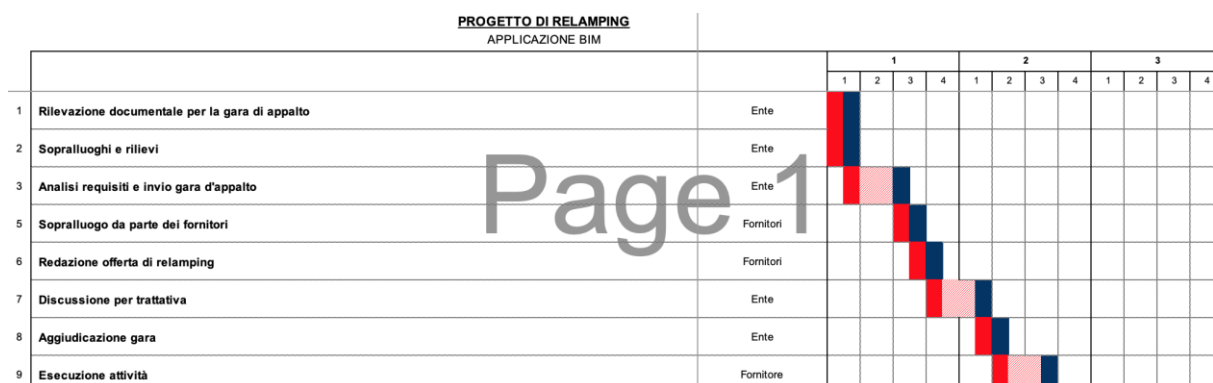 PROGETTO DI RELAMPING
APPLICAZIONE BIM
1 2 3
1 2 3 4 1 2 3 4 1 2 3 4
1 Rilevazione documentale per la gara di appalto Ente
2 Sopralluoghi e rilievi Ente
3 Analisi requisiti e invio gara d'appalto Ente
5 Sopralluogo da parte dei fornitori Fornitori
6 Redazione offerta di relamping Fornitori
7 Discussione per trattativa Ente
8 Aggiudicazione gara Ente
9 Esecuzione attività Fornitore
Page 1